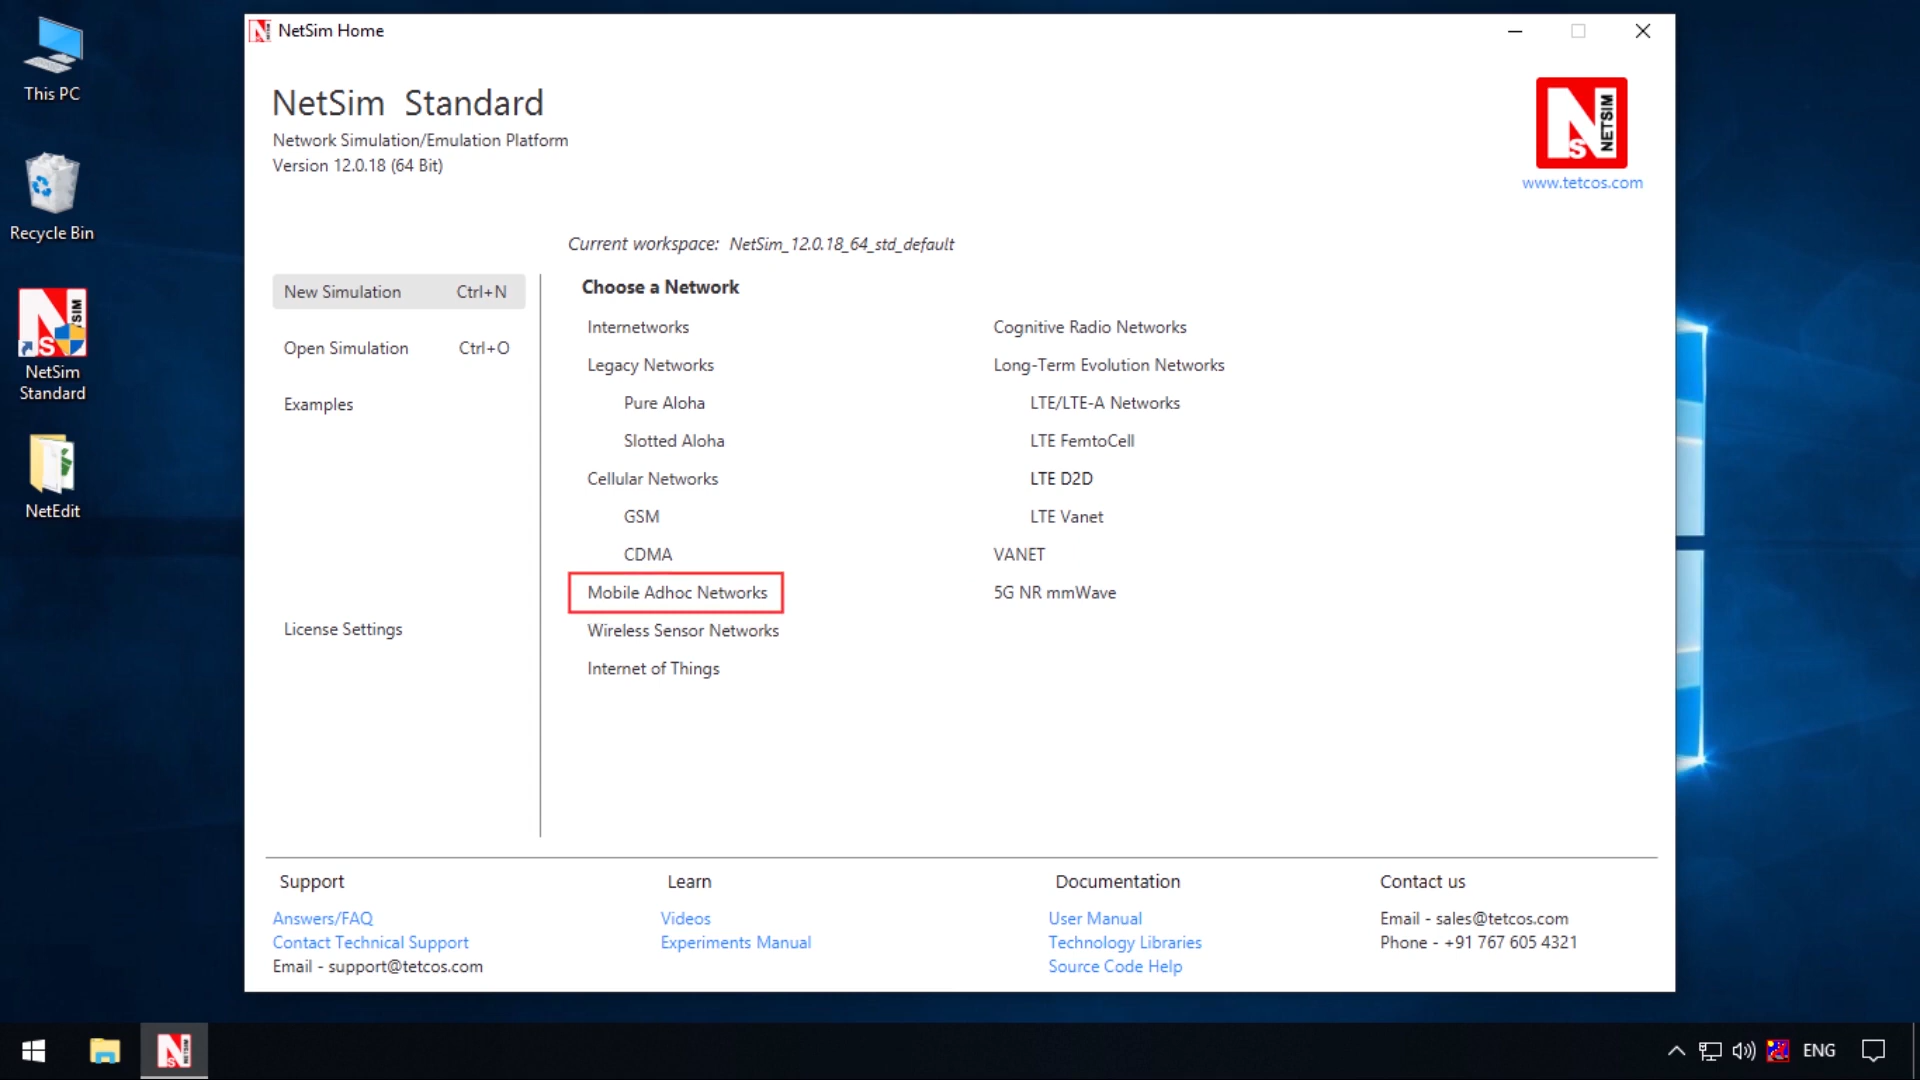 This PC
Recycle Bin
NetSim
Standard
NetEdit
NetSim Home
NetSim Standard
Network Simulation/Emulation Platform
Version 12.0.18 (64 Bit)
NETSIM
www.tetcos.com
Current workspace: NetSim_12.0.18_64_std_default
New Simulation Ctrl+N
Open Simulation Ctrl+O
Examples
License Settings
Choose a Network
Internetworks
Legacy Networks
Pure Aloha
Slotted Aloha
Cellular Networks
GSM
CDMA
Mobile Adhoc Networks
Wireless Sensor Networks
Internet of Things
Cognitive Radio Networks
Long-Term Evolution Networks
LTE/LTE-A Networks
LTE FemtoCell
LTE D2D
LTE Vanet
VANET
5G NR mmWave
Support
Answers/FAQ
Contact Technical Support
Email - support@tetcos.com
Learn
Videos
Experiments Manual
Documentation
User Manual
Technology Libraries
Source Code Help
Contact us
Email - sales@tetcos.com
Phone - +91 767 605 4321
ENG